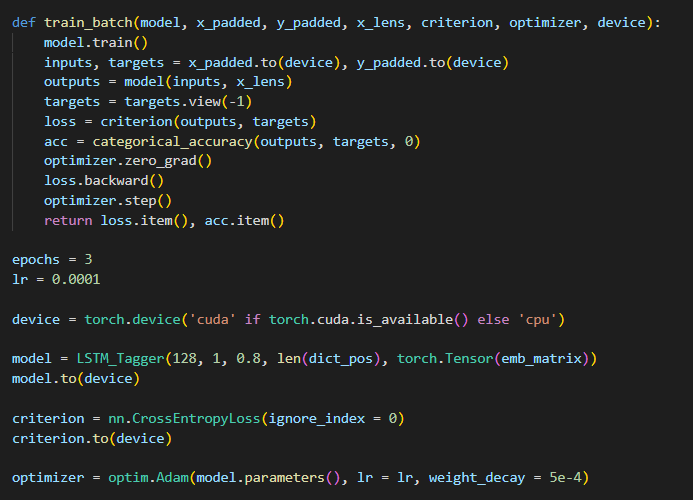 def train_batch(model, x_padded, y_padded, x_lens, criterion, optimizer, device):
    model.train()
    inputs, targets = x_padded.to(device), y_padded.to(device)
    outputs = model(inputs, x_lens)
    targets = targets.view(-1)
    loss = criterion(outputs, targets)
    acc = categorical_accuracy(outputs, targets, 0)
    optimizer.zero_grad()
    loss.backward()
    optimizer.step()
    return loss.item(), acc.item()

epochs = 3
lr = 0.0001

device = torch.device('cuda' if torch.cuda.is_available() else 'cpu')

model = LSTM_Tagger(128, 1, 0.8, len(dict_pos), torch.Tensor(emb_matrix))
model.to(device)

criterion = nn.CrossEntropyLoss(ignore_index = 0)
criterion.to(device)

optimizer = optim.Adam(model.parameters(), lr = lr, weight_decay = 5e-4)